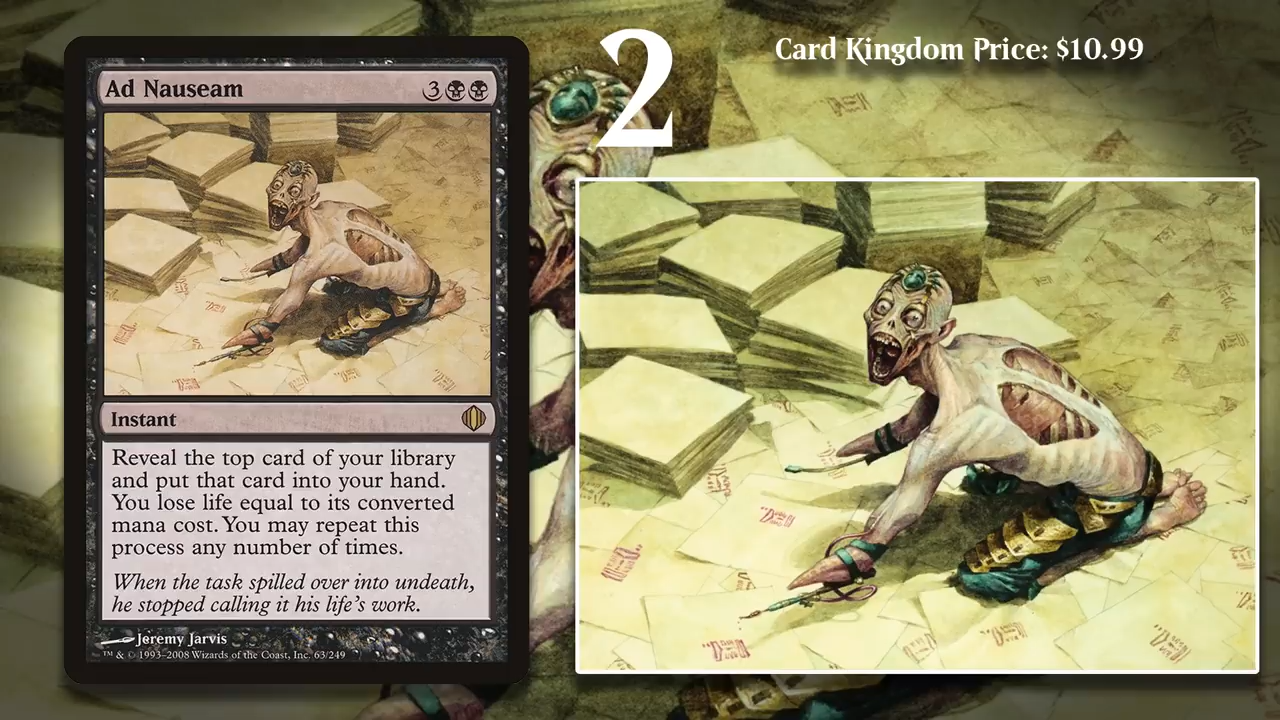 2
Card Kingdom Price: $10.99
Ad Nauseam
3
Instant
Reveal the top card of your library
and put that card into your hand.
You lose life equal to its converted
mana cost. You may repeat this
process any number of times.
When the task spilled over into undeath,
he stopped calling it his life's work.
Jeremy Jarvis
™ & © 1993–2008 Wizards of the Coast, Inc. 63/249